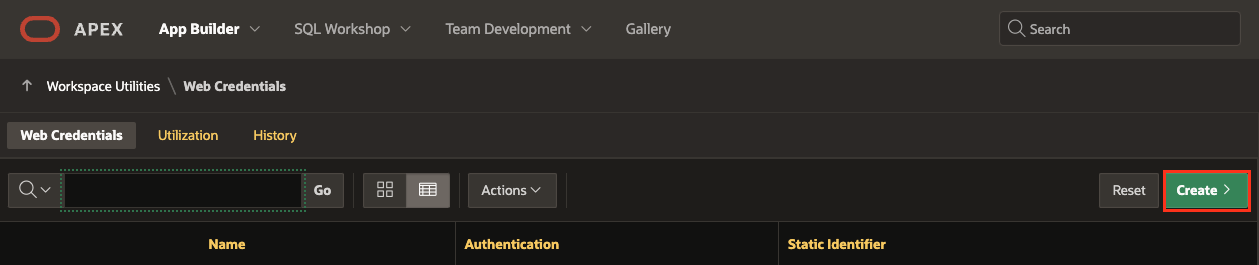 APEX App Builder SQL Workshop Team Development Gallery Search
Workspace Utilities \ Web Credentials
Web Credentials Utilization History
Go Actions Reset Create
Name Authentication Static Identifier